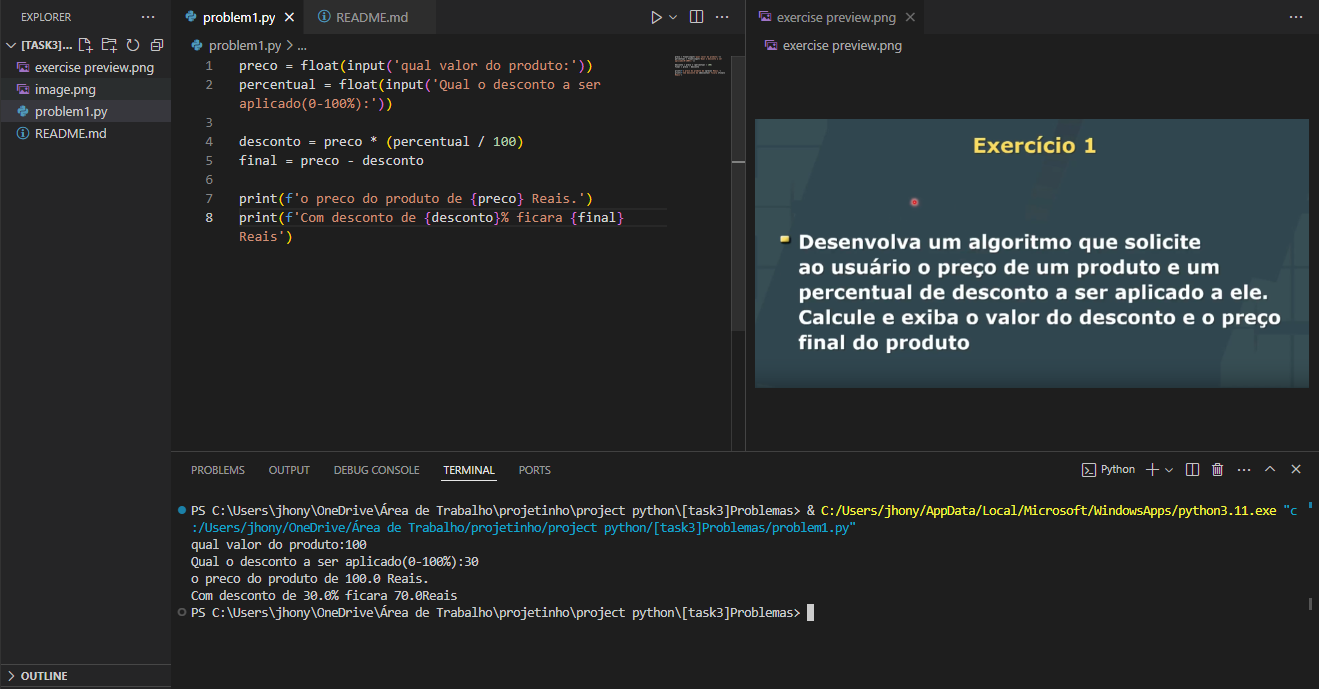 EXPLORER
[TASK3]...
exercise preview.png
image.png
problem1.py
README.md
OUTLINE
problem1.py
README.md
problem1.py > ...
1 preco = float(input('qual valor do produto:'))
2 percentual = float(input('Qual o desconto a ser
aplicado(0-100%):'))
3
4 desconto = preco * (percentual / 100)
5 final = preco - desconto
6
7 print(f'o preco do produto de {preco} Reais.')
8 print(f'Com desconto de {desconto}% ficara {final}
Reais')
exercise preview.png
exercise preview.png
Exercício 1
Desenvolva um algoritmo que solicite
ao usuário o preço de um produto e um
percentual de desconto a ser aplicado a ele.
Calcule e exiba o valor do desconto e o preço
final do produto
PROBLEMS OUTPUT DEBUG CONSOLE TERMINAL PORTS
Python
PS C:\Users\jhony\OneDrive\Área de Trabalho\projetinho\project python\[task3]Problemas> & C:/Users/jhony/AppData/Local/Microsoft/WindowsApps/python3.11.exe "c
:/Users/jhony/OneDrive/Área de Trabalho/projetinho/project python/[task3]Problemas/problem1.py"
qual valor do produto:100
Qual o desconto a ser aplicado(0-100%):30
o preco do produto de 100.0 Reais.
Com desconto de 30.0% ficara 70.0Reais
PS C:\Users\jhony\OneDrive\Área de Trabalho\projetinho\project python\[task3]Problemas>